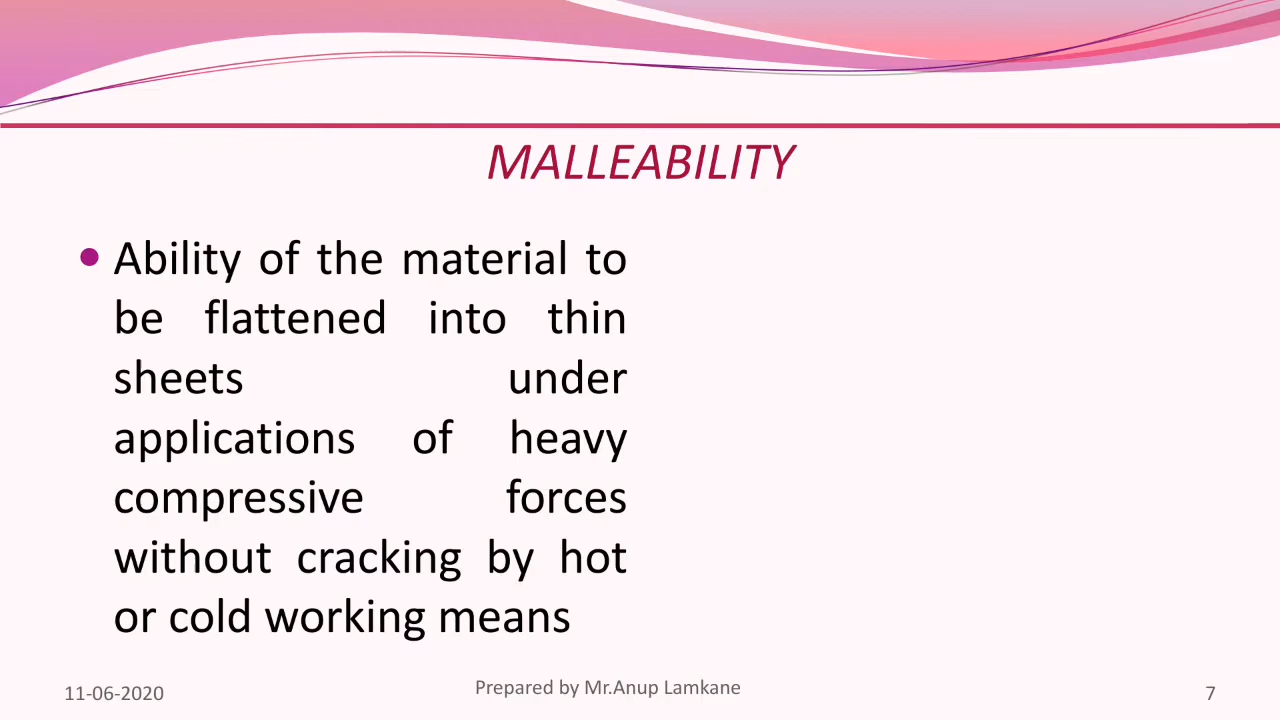 MALLEABILITY
Ability of the material to
be flattened into thin
sheets under
applications of heavy
compressive forces
without cracking by hot
or cold working means
11-06-2020
Prepared by Mr.Anup Lamkane
7